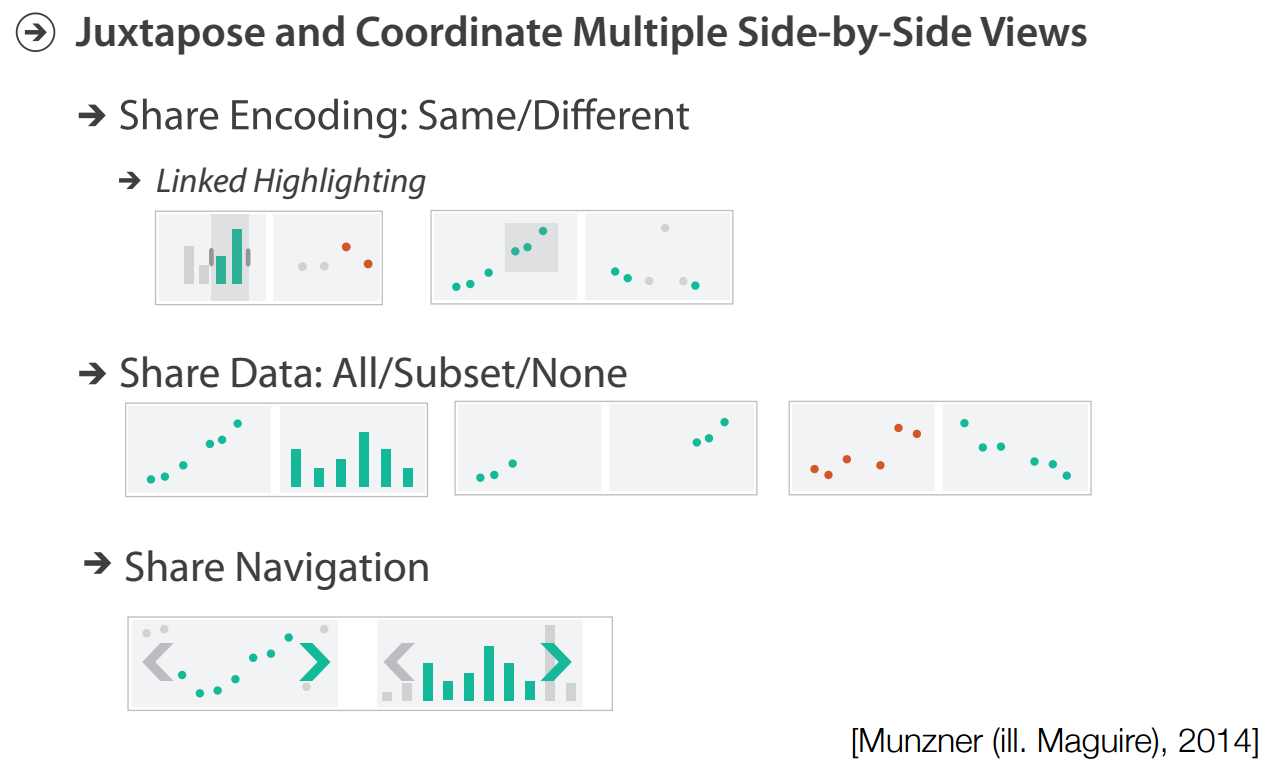 Juxtapose and Coordinate Multiple Side-by-Side Views
Share Encoding: Same/Different
Linked Highlighting
Share Data: All/Subset/None
Share Navigation
[Munzner (ill. Maguire), 2014]